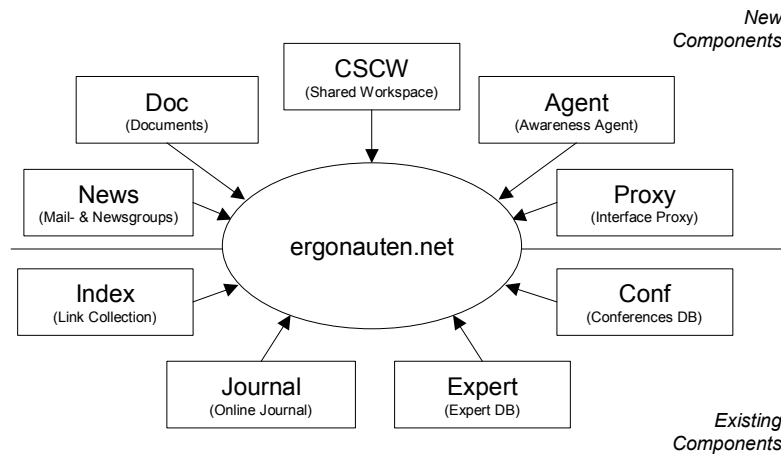 New
Components
CSCW
(Shared Workspace)
Doc
(Documents)
Agent
(Awareness Agent)
News
(Mail- & Newsgroups)
Proxy
(Interface Proxy)
ergonauten.net
Index
(Link Collection)
Conf
(Conferences DB)
Journal
(Online Journal)
Expert
(Expert DB)
Existing
Components